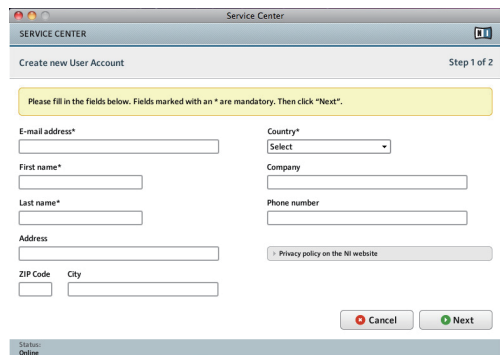 Service Center
SERVICE CENTER
NI
Create new User Account
Step 1 of 2
Please fill in the fields below. Fields marked with an * are mandatory. Then click “Next”.
E-mail address*
Country*
Select
First name*
Company
Last name*
Phone number
Address
Privacy policy on the NI website
ZIP Code City
Cancel Next
Status:
Online